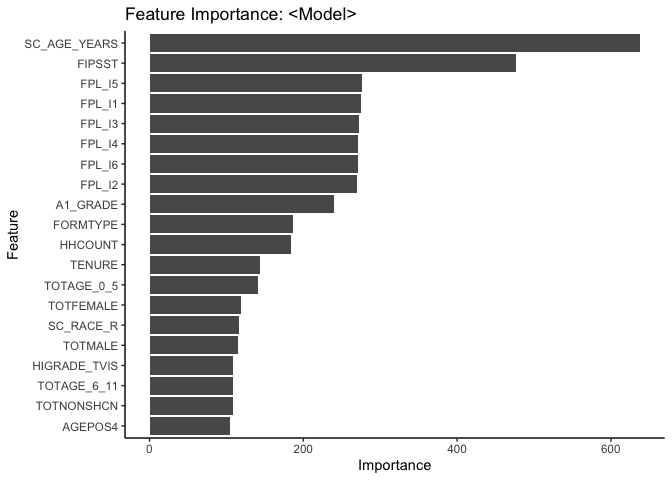 Feature Importance: <Model>
Feature
SC_AGE_YEARS
FIPSST
FPL_I5
FPL_I1
FPL_I3
FPL_I4
FPL_I6
FPL_I2
A1_GRADE
FORMTYPE
HHCOUNT
TENURE
TOTAGE_0_5
TOTFEMALE
SC_RACE_R
TOTMALE
HIGRADE_TVIS
TOTAGE_6_11
TOTNONSHCN
AGEPOS4
0 200 400 600
Importance